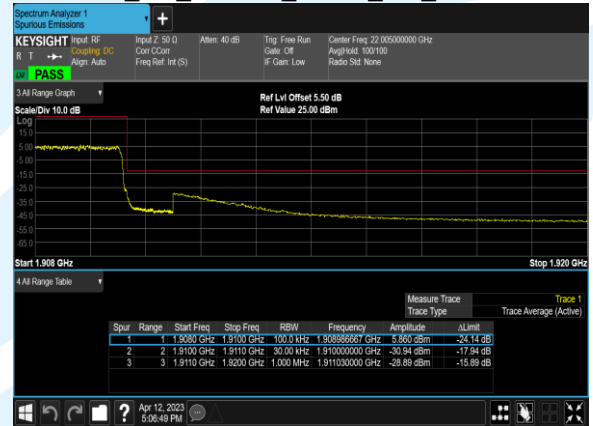 Spectrum Analyzer 1
Spurious Emissions
KEYSIGHT Input: RF Input Z: 50 Ω Atten: 40 dB Trig: Free Run Center Freq: 22.005000000 GHz
R T Coupling: DC Corr CCorr Gate: Off Avg|Hold: 100/100
Align: Auto Freq Ref: Int (S) IF Gain: Low Radio Std: None
LN PASS
3 All Range Graph
Ref Lvl Offset 5.50 dB
Scale/Div 10.0 dB Ref Value 25.00 dBm
Log
15.0
5.00
-5.00
-15.0
-25.0
-35.0
-45.0
-55.0
-65.0
Start 1.908 GHz Stop 1.920 GHz
4 All Range Table
Measure Trace Trace 1
Trace Type Trace Average (Active)
Spur Range Start Freq Stop Freq RBW Frequency Amplitude ΔLimit
1 1 1.9080 GHz 1.9100 GHz 100.0 kHz 1.908986667 GHz 5.860 dBm -24.14 dB
2 2 1.9100 GHz 1.9110 GHz 30.00 kHz 1.910000000 GHz -30.94 dBm -17.94 dB
3 3 1.9110 GHz 1.9200 GHz 1.000 MHz 1.911030000 GHz -28.89 dBm -15.89 dB
? Apr 12, 2023
5:06:49 PM